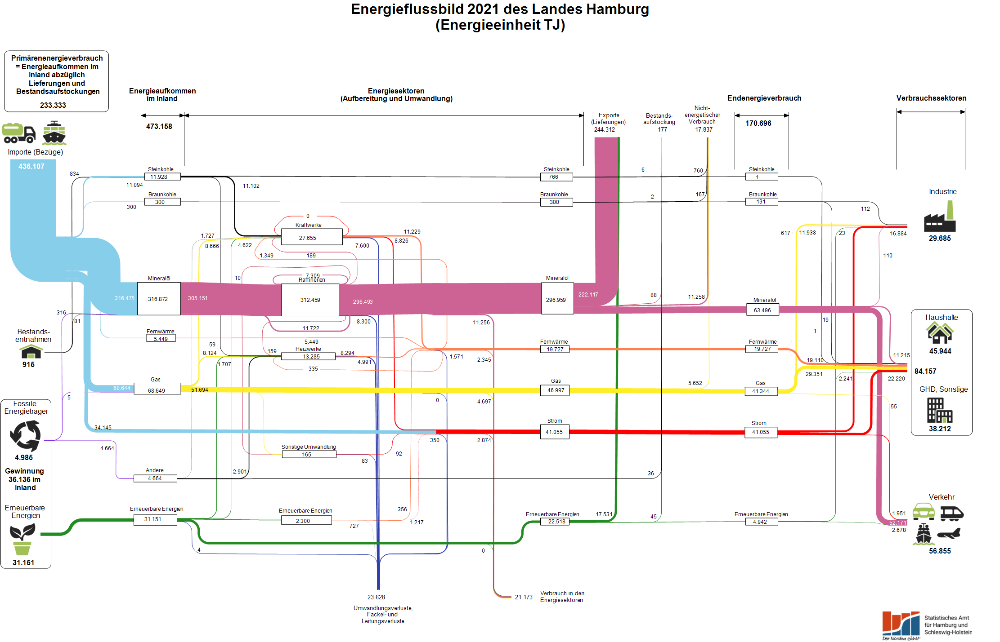 Energieflussbild 2021 des Landes Hamburg
(Energieeinheit TJ)
Primärenenergieverbrauch
= Energieaufkommen im
Inland abzüglich
Lieferungen und
Bestandsaufstockungen
233.333
Energieaufkommen
im Inland
473.158
Energiesektoren
(Aufbereitung und Umwandlung)
Exporte
(Lieferungen)
244.312
Bestands-
aufstockung
177
Nicht-
energetischer
Verbrauch
17.837
Endenergieverbrauch
170.696
Verbrauchssektoren
Importe (Bezüge)
436.107
834
11.094
300
Steinkohle
11.928
11.102
Steinkohle
766
6
760
Steinkohle
1
Braunkohle
300
Braunkohle
300
2
167
Braunkohle
131
112
Industrie
29.685
0
Kraftwerke
27.655
1.727
8.666
4.622
11.229
8.826
7.600
1.349
189
617
11.938
23
16.884
110
10
7.309
Raffinerien
312.459
Mineralöl
316.872
316.475
305.151
296.493
Mineralöl
296.959
222.117
88
11.258
Mineralöl
63.496
316
81
8.300
11.722
11.256
19
1
Bestands-
entnahmen
915
Fernwärme
5.449
5.449
59
8.124
1.707
159
Heizwerke
13.285
8.294
4.991
335
1.571
2.345
Fernwärme
19.727
Fernwärme
19.727
19.110
29.351
2.241
11.215
22.220
Haushalte
45.944
84.157
GHD, Sonstige
38.212
Gas
68.649
68.644
51.694
5
0
4.697
Gas
46.997
5.652
Gas
41.344
55
Fossile
Energieträger
4.985
Gewinnung
36.136 im
Inland
Erneuerbare
Energien
31.151
34.145
4.664
350
2.874
Strom
41.055
Strom
41.055
Sonstige Umwandlung
165
92
83
Andere
4.664
2.901
36
Erneuerbare Energien
31.151
Erneuerbare Energien
2.300
356
1.217
727
4
0
Erneuerbare Energien
22.518
17.531
45
Erneuerbare Energien
4.942
Verkehr
1.951
52.171
2.678
56.855
23.628
Umwandlungsverluste,
Fackel- und
Leitungsverluste
21.173
Verbrauch in den
Energiesektoren
Statistisches Amt
für Hamburg und
Schleswig-Holstein
Der Norden zählt